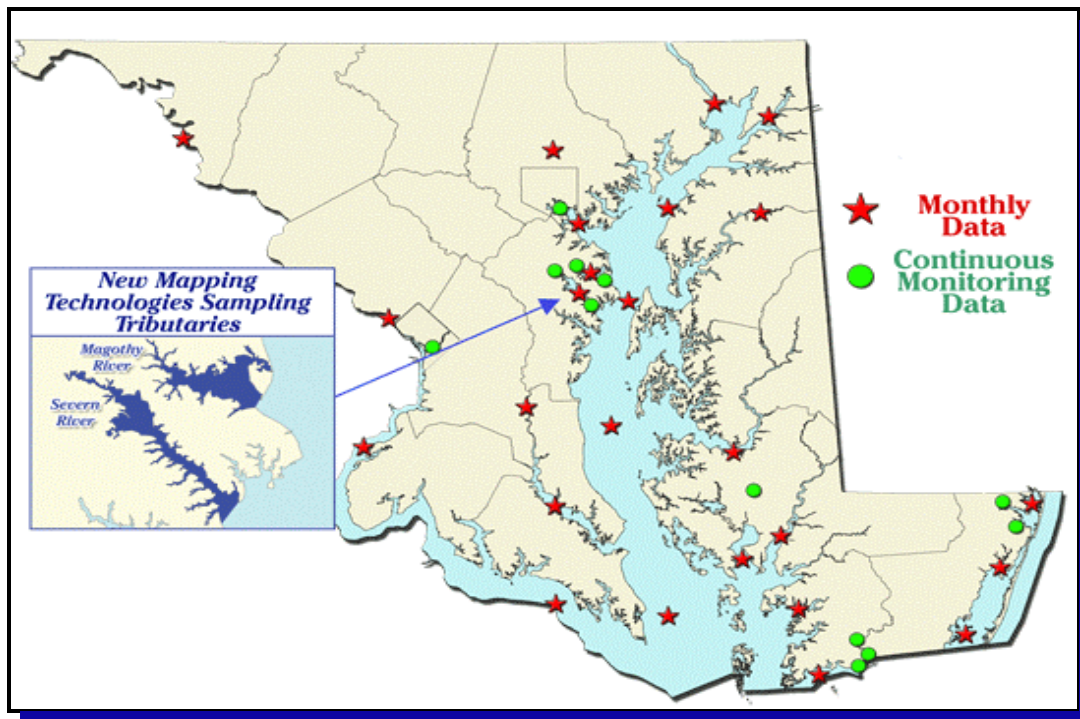 New Mapping
Technologies Sampling
Tributaries
Magothy
River
Severn
River
Monthly
Data
Continuous
Monitoring
Data